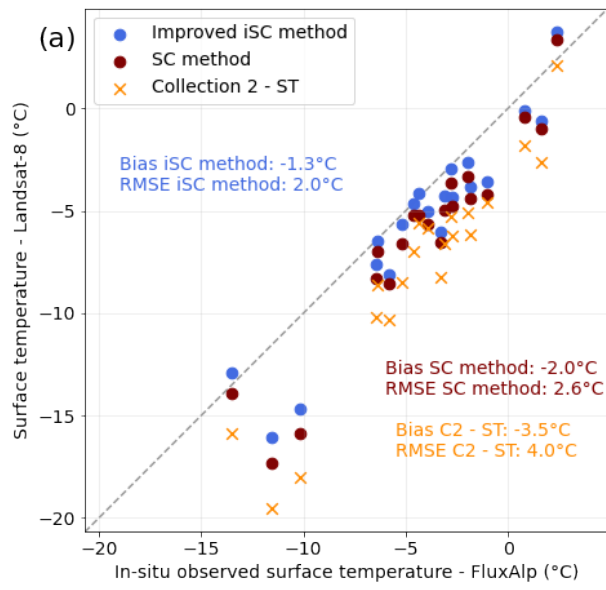 (a)
Improved iSC method
SC method
Collection 2 - ST
Bias iSC method: -1.3°C
RMSE iSC method: 2.0°C
Bias SC method: -2.0°C
RMSE SC method: 2.6°C
Bias C2 - ST: -3.5°C
RMSE C2 - ST: 4.0°C
Surface temperature - Landsat-8 (°C)
0
−5
−10
−15
−20
−20 −15 −10 −5 0
In-situ observed surface temperature - FluxAlp (°C)